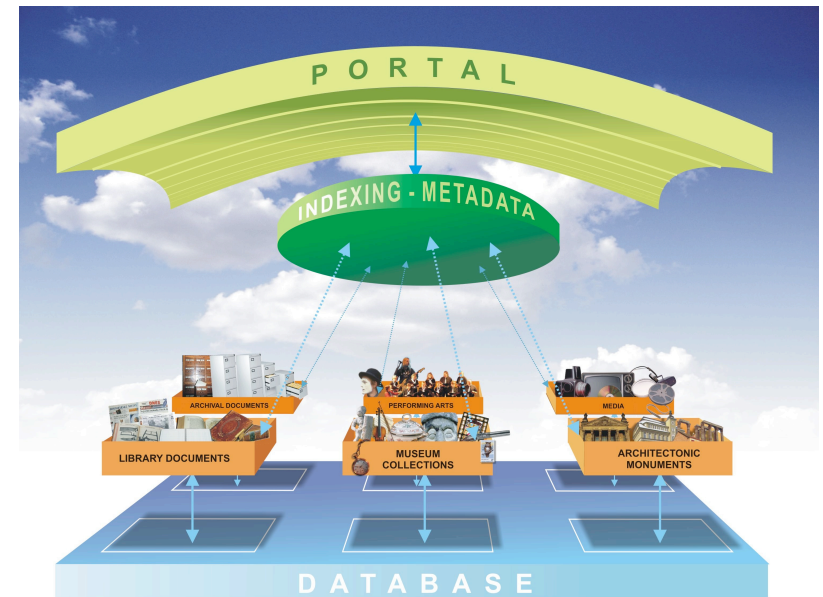 PORTAL
INDEXING - METADATA
ARCHIVAL DOCUMENTS
PERFORMING ARTS
MEDIA
LIBRARY DOCUMENTS
MUSEUM
COLLECTIONS
ARCHITECTONIC
MONUMENTS
DATABASE